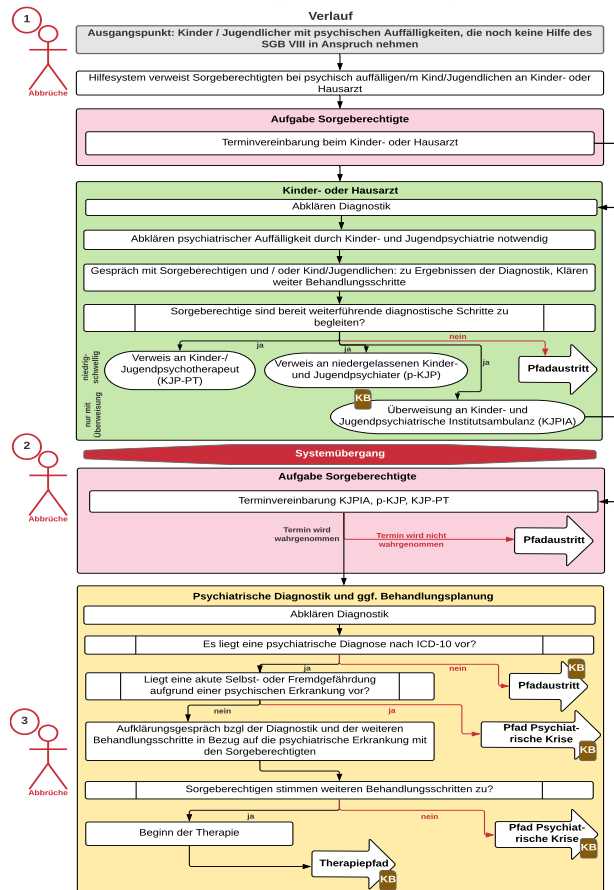 Verlauf
1
Ausgangspunkt: Kinder / Jugendlicher mit psychischen Auffälligkeiten, die noch keine Hilfe des
SGB VIII in Anspruch nehmen
Abbrüche
Hilfesystem verweist Sorgeberechtigten bei psychisch auffälligen/m Kind/Jugendlichen an Kinder- oder
Hausarzt
Aufgabe Sorgeberechtigte
Terminvereinbarung beim Kinder- oder Hausarzt
Kinder- oder Hausarzt
Abklären Diagnostik
Abklären psychiatrischer Auffälligkeit durch Kinder- und Jugendpsychiatrie notwendig
Gespräch mit Sorgeberechtigen und / oder Kind/Jugendlichen: zu Ergebnissen der Diagnostik, Klären
weiter Behandlungsschritte
Sorgeberechtige sind bereit weiterführende diagnostische Schritte zu
begleiten?
ja
ja
nein
ja
niedrig-
schwellig
Verweis an Kinder-/
Jugendpsychotherapeut
(KJP-PT)
Verweis an niedergelassenen Kinder-
und Jugendpsychiater (p-KJP)
Pfadaustritt
nur mit
Überweisung
KB
Überweisung an Kinder- und
Jugendpsychiatrische Institutsambulanz (KJPIA)
2
Systemübergang
Abbrüche
Aufgabe Sorgeberechtigte
Terminvereinbarung KJPIA, p-KJP, KJP-PT
Termin wird
wahrgenommen
Termin wird nicht
wahrgenommen
Pfadaustritt
Psychiatrische Diagnostik und ggf. Behandlungsplanung
Abklären Diagnostik
Es liegt eine psychiatrische Diagnose nach ICD-10 vor?
ja
nein
KB
Pfadaustritt
Liegt eine akute Selbst- oder Fremdgefährdung
aufgrund einer psychischen Erkrankung vor?
nein
ja
3
Abbrüche
Aufklärungsgespräch bzgl der Diagnostik und der weiteren
Behandlungsschritte in Bezug auf die psychiatrische Erkrankung mit
den Sorgeberechtigten
Pfad Psychiat-
rische Krise
KB
Sorgeberechtigen stimmen weiteren Behandlungsschritten zu?
ja
nein
Beginn der Therapie
Pfad Psychiat-
rische Krise
KB
Therapiepfad
KB